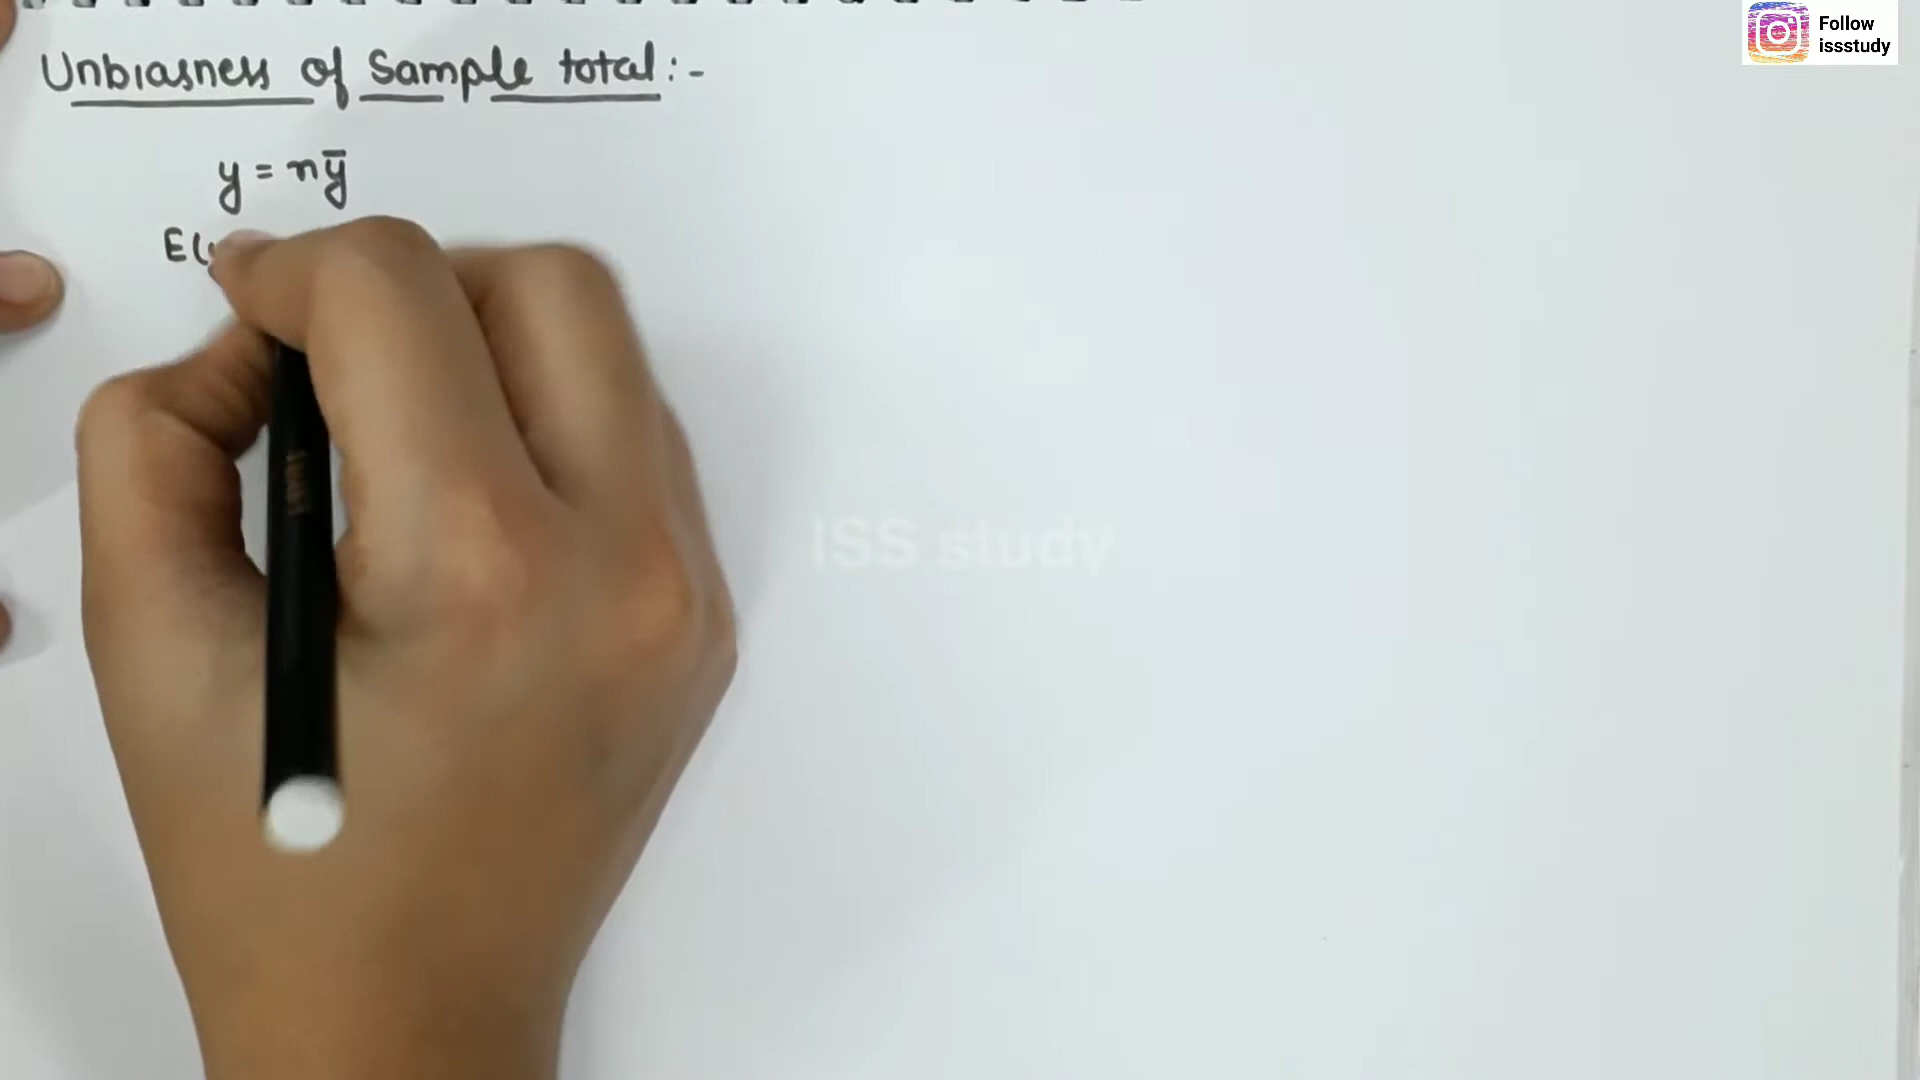 Follow
issstudy
Unbiasness of Sample total :-
y = nȳ
E(
ISS study